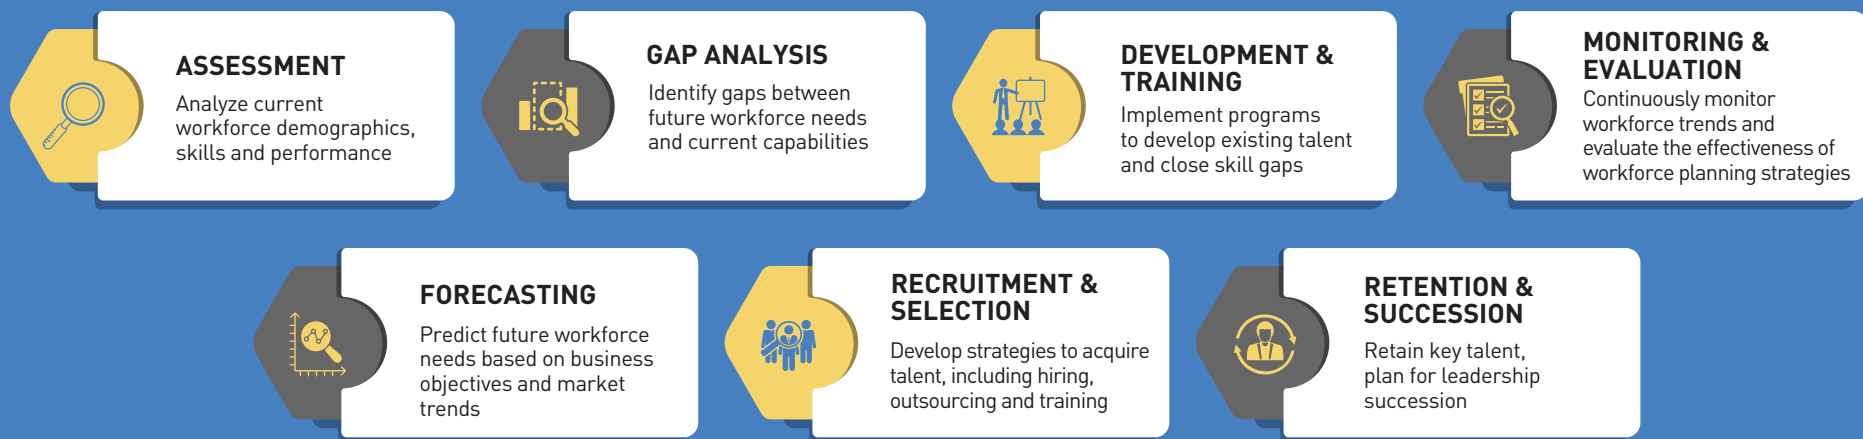 ASSESSMENT
Analyze current
workforce demographics,
skills and performance
GAP ANALYSIS
Identify gaps between
future workforce needs
and current capabilities
DEVELOPMENT &
TRAINING
Implement programs
to develop existing talent
and close skill gaps
MONITORING &
EVALUATION
Continuously monitor
workforce trends and
evaluate the effectiveness of
workforce planning strategies
FORECASTING
Predict future workforce
needs based on business
objectives and market
trends
RECRUITMENT &
SELECTION
Develop strategies to acquire
talent, including hiring,
outsourcing and training
RETENTION &
SUCCESSION
Retain key talent,
plan for leadership
succession